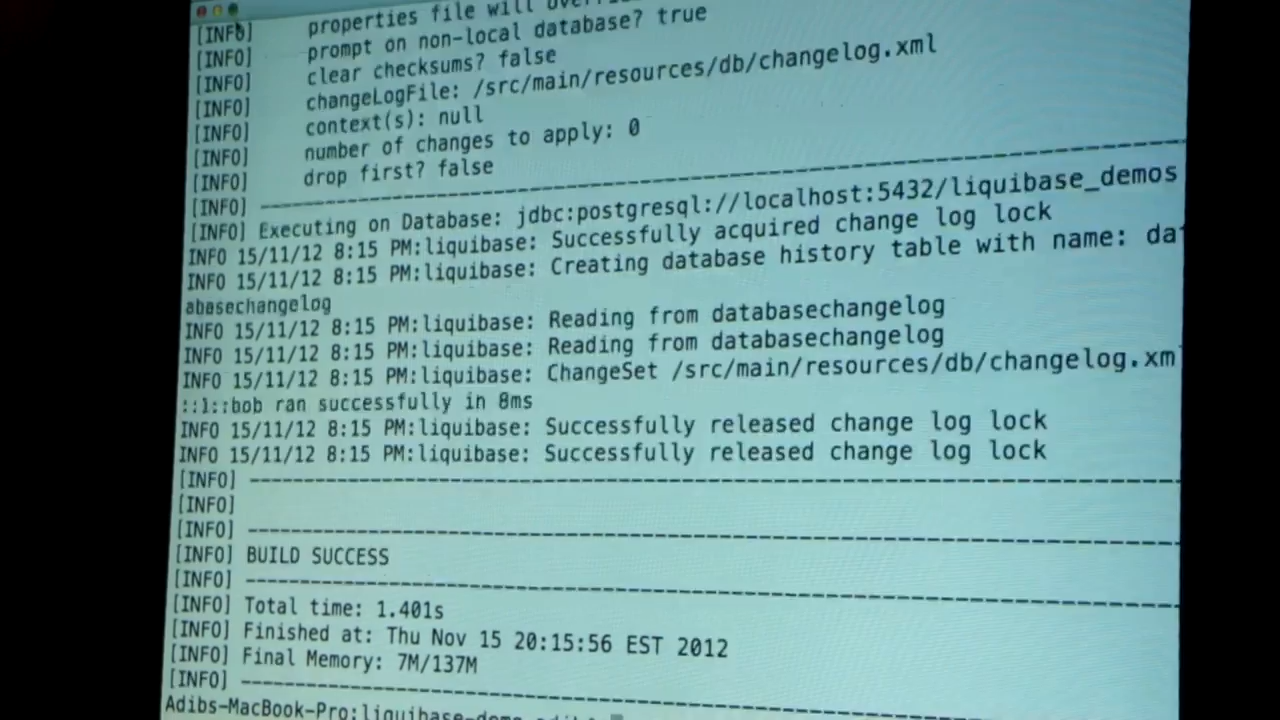 [INFO] properties file will
[INFO] prompt on non-local database? true
[INFO] clear checksums? false
[INFO] changeLogFile: /src/main/resources/db/changelog.xml
[INFO] context(s): null
[INFO] number of changes to apply: 0
[INFO] drop first? false
[INFO] ------------------------------------------------------------------------
[INFO] Executing on Database: jdbc:postgresql://localhost:5432/liquibase_demos
INFO 15/11/12 8:15 PM:liquibase: Successfully acquired change log lock
INFO 15/11/12 8:15 PM:liquibase: Creating database history table with name: dat
abasechangelog
INFO 15/11/12 8:15 PM:liquibase: Reading from databasechangelog
INFO 15/11/12 8:15 PM:liquibase: Reading from databasechangelog
INFO 15/11/12 8:15 PM:liquibase: ChangeSet /src/main/resources/db/changelog.xm
::1::bob ran successfully in 8ms
INFO 15/11/12 8:15 PM:liquibase: Successfully released change log lock
INFO 15/11/12 8:15 PM:liquibase: Successfully released change log lock
[INFO] ------------------------------------------------------------------------
[INFO]
[INFO] ------------------------------------------------------------------------
[INFO] BUILD SUCCESS
[INFO] ------------------------------------------------------------------------
[INFO] Total time: 1.401s
[INFO] Finished at: Thu Nov 15 20:15:56 EST 2012
[INFO] Final Memory: 7M/137M
[INFO] ------------------------------------------------------------------------
Adibs-MacBook-Pro:liquibase-demo